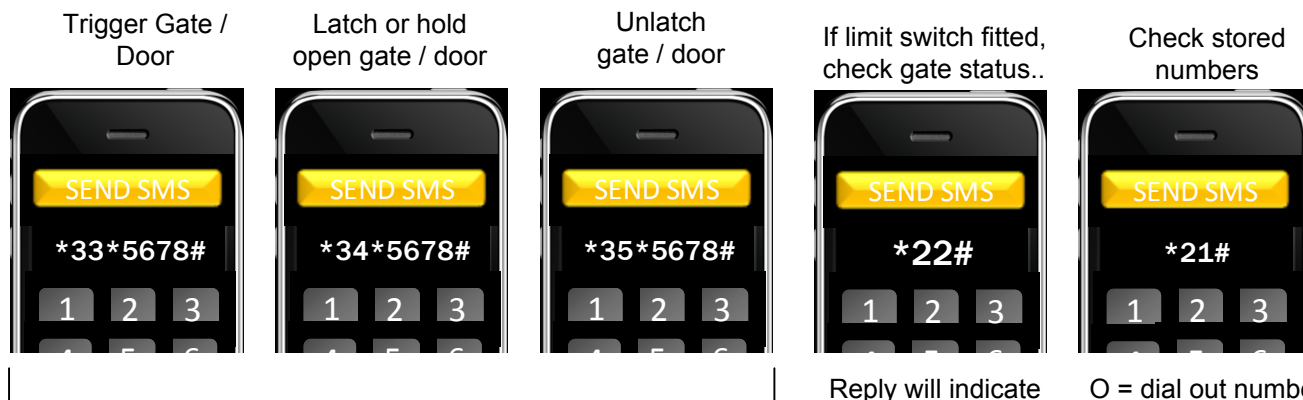 Trigger Gate /
Door
Latch or hold
open gate / door
Unlatch
gate / door
If limit switch fitted,
check gate status..
Check stored
numbers
SEND SMS
SEND SMS
SEND SMS
SEND SMS
SEND SMS
*33*5678#
*34*5678#
*35*5678#
*22#
*21#
1 2 3
1 2 3
1 2 3
1 2 3
1 2 3
Reply will indicate
O = dial out